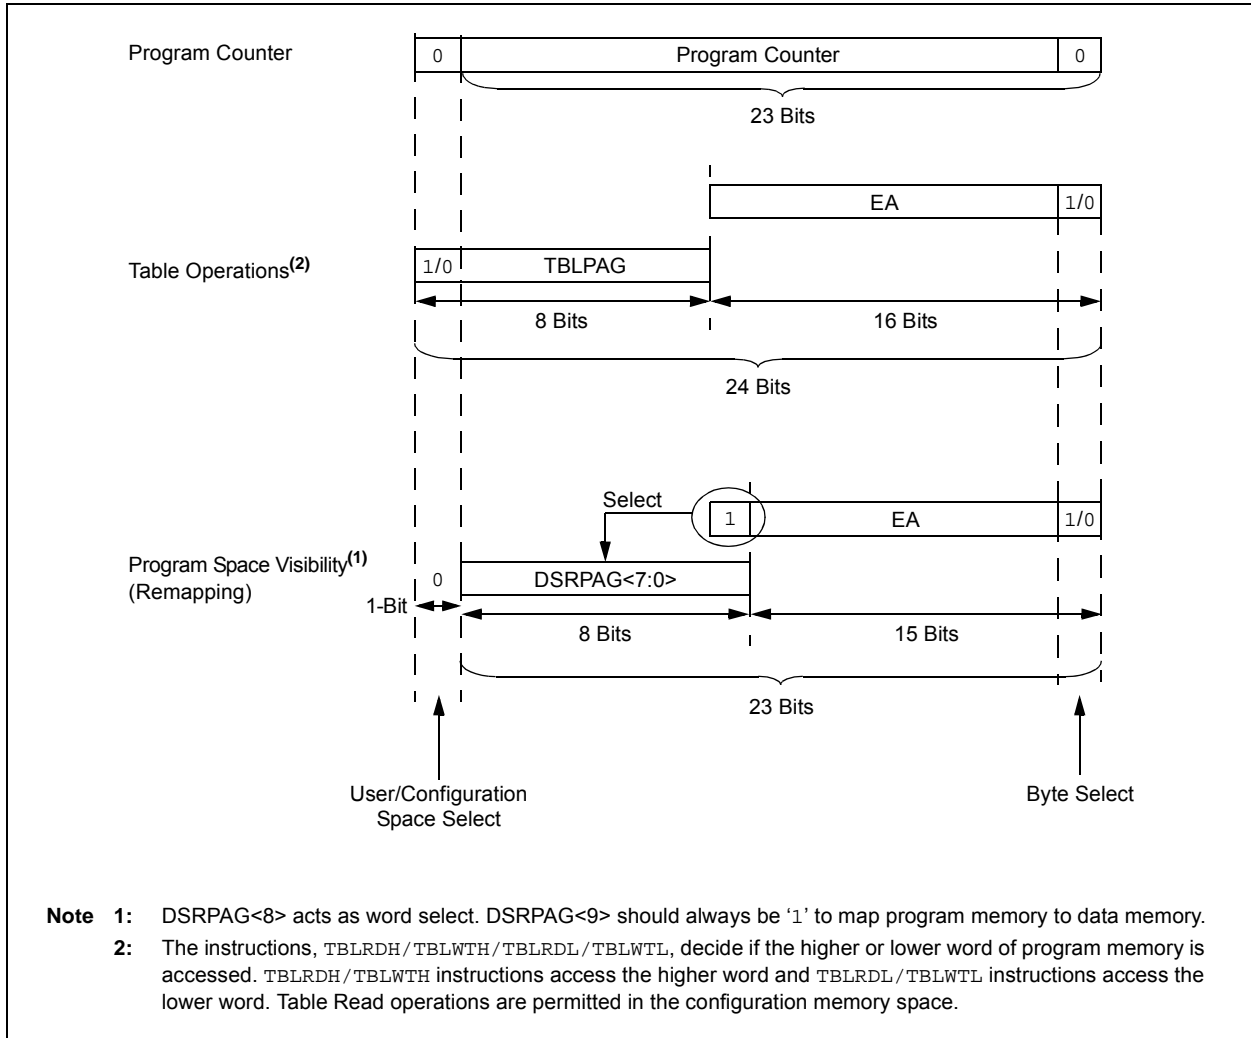 Program Counter
0 Program Counter 0
23 Bits
EA 1/0
Table Operations(2)
1/0 TBLPAG
8 Bits 16 Bits
24 Bits
Select
1 EA 1/0
Program Space Visibility(1)
(Remapping)
0 DSRPAG<7:0>
1-Bit
8 Bits 15 Bits
23 Bits
User/Configuration
Space Select
Byte Select
Note 1: DSRPAG<8> acts as word select. DSRPAG<9> should always be ‘1’ to map program memory to data memory.
2: The instructions, TBLRDH/TBLWTH/TBLRDL/TBLWTL, decide if the higher or lower word of program memory is
accessed. TBLRDH/TBLWTH instructions access the higher word and TBLRDL/TBLWTL instructions access the
lower word. Table Read operations are permitted in the configuration memory space.